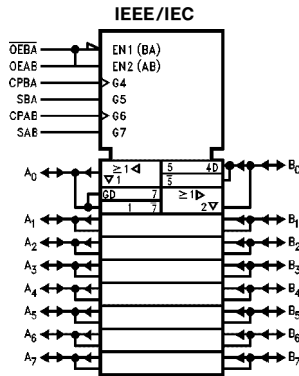 IEEE/IEC
OEBA EN1 (BA)
OEAB EN2 (AB)
CPBA G4
SBA G5
CPAB G6
SAB G7
A0 ≥1 ▽1 5 4D B0
5
GD 7 ≥1
1 7 2▽
A1 B1
A2 B2
A3 B3
A4 B4
A5 B5
A6 B6
A7 B7